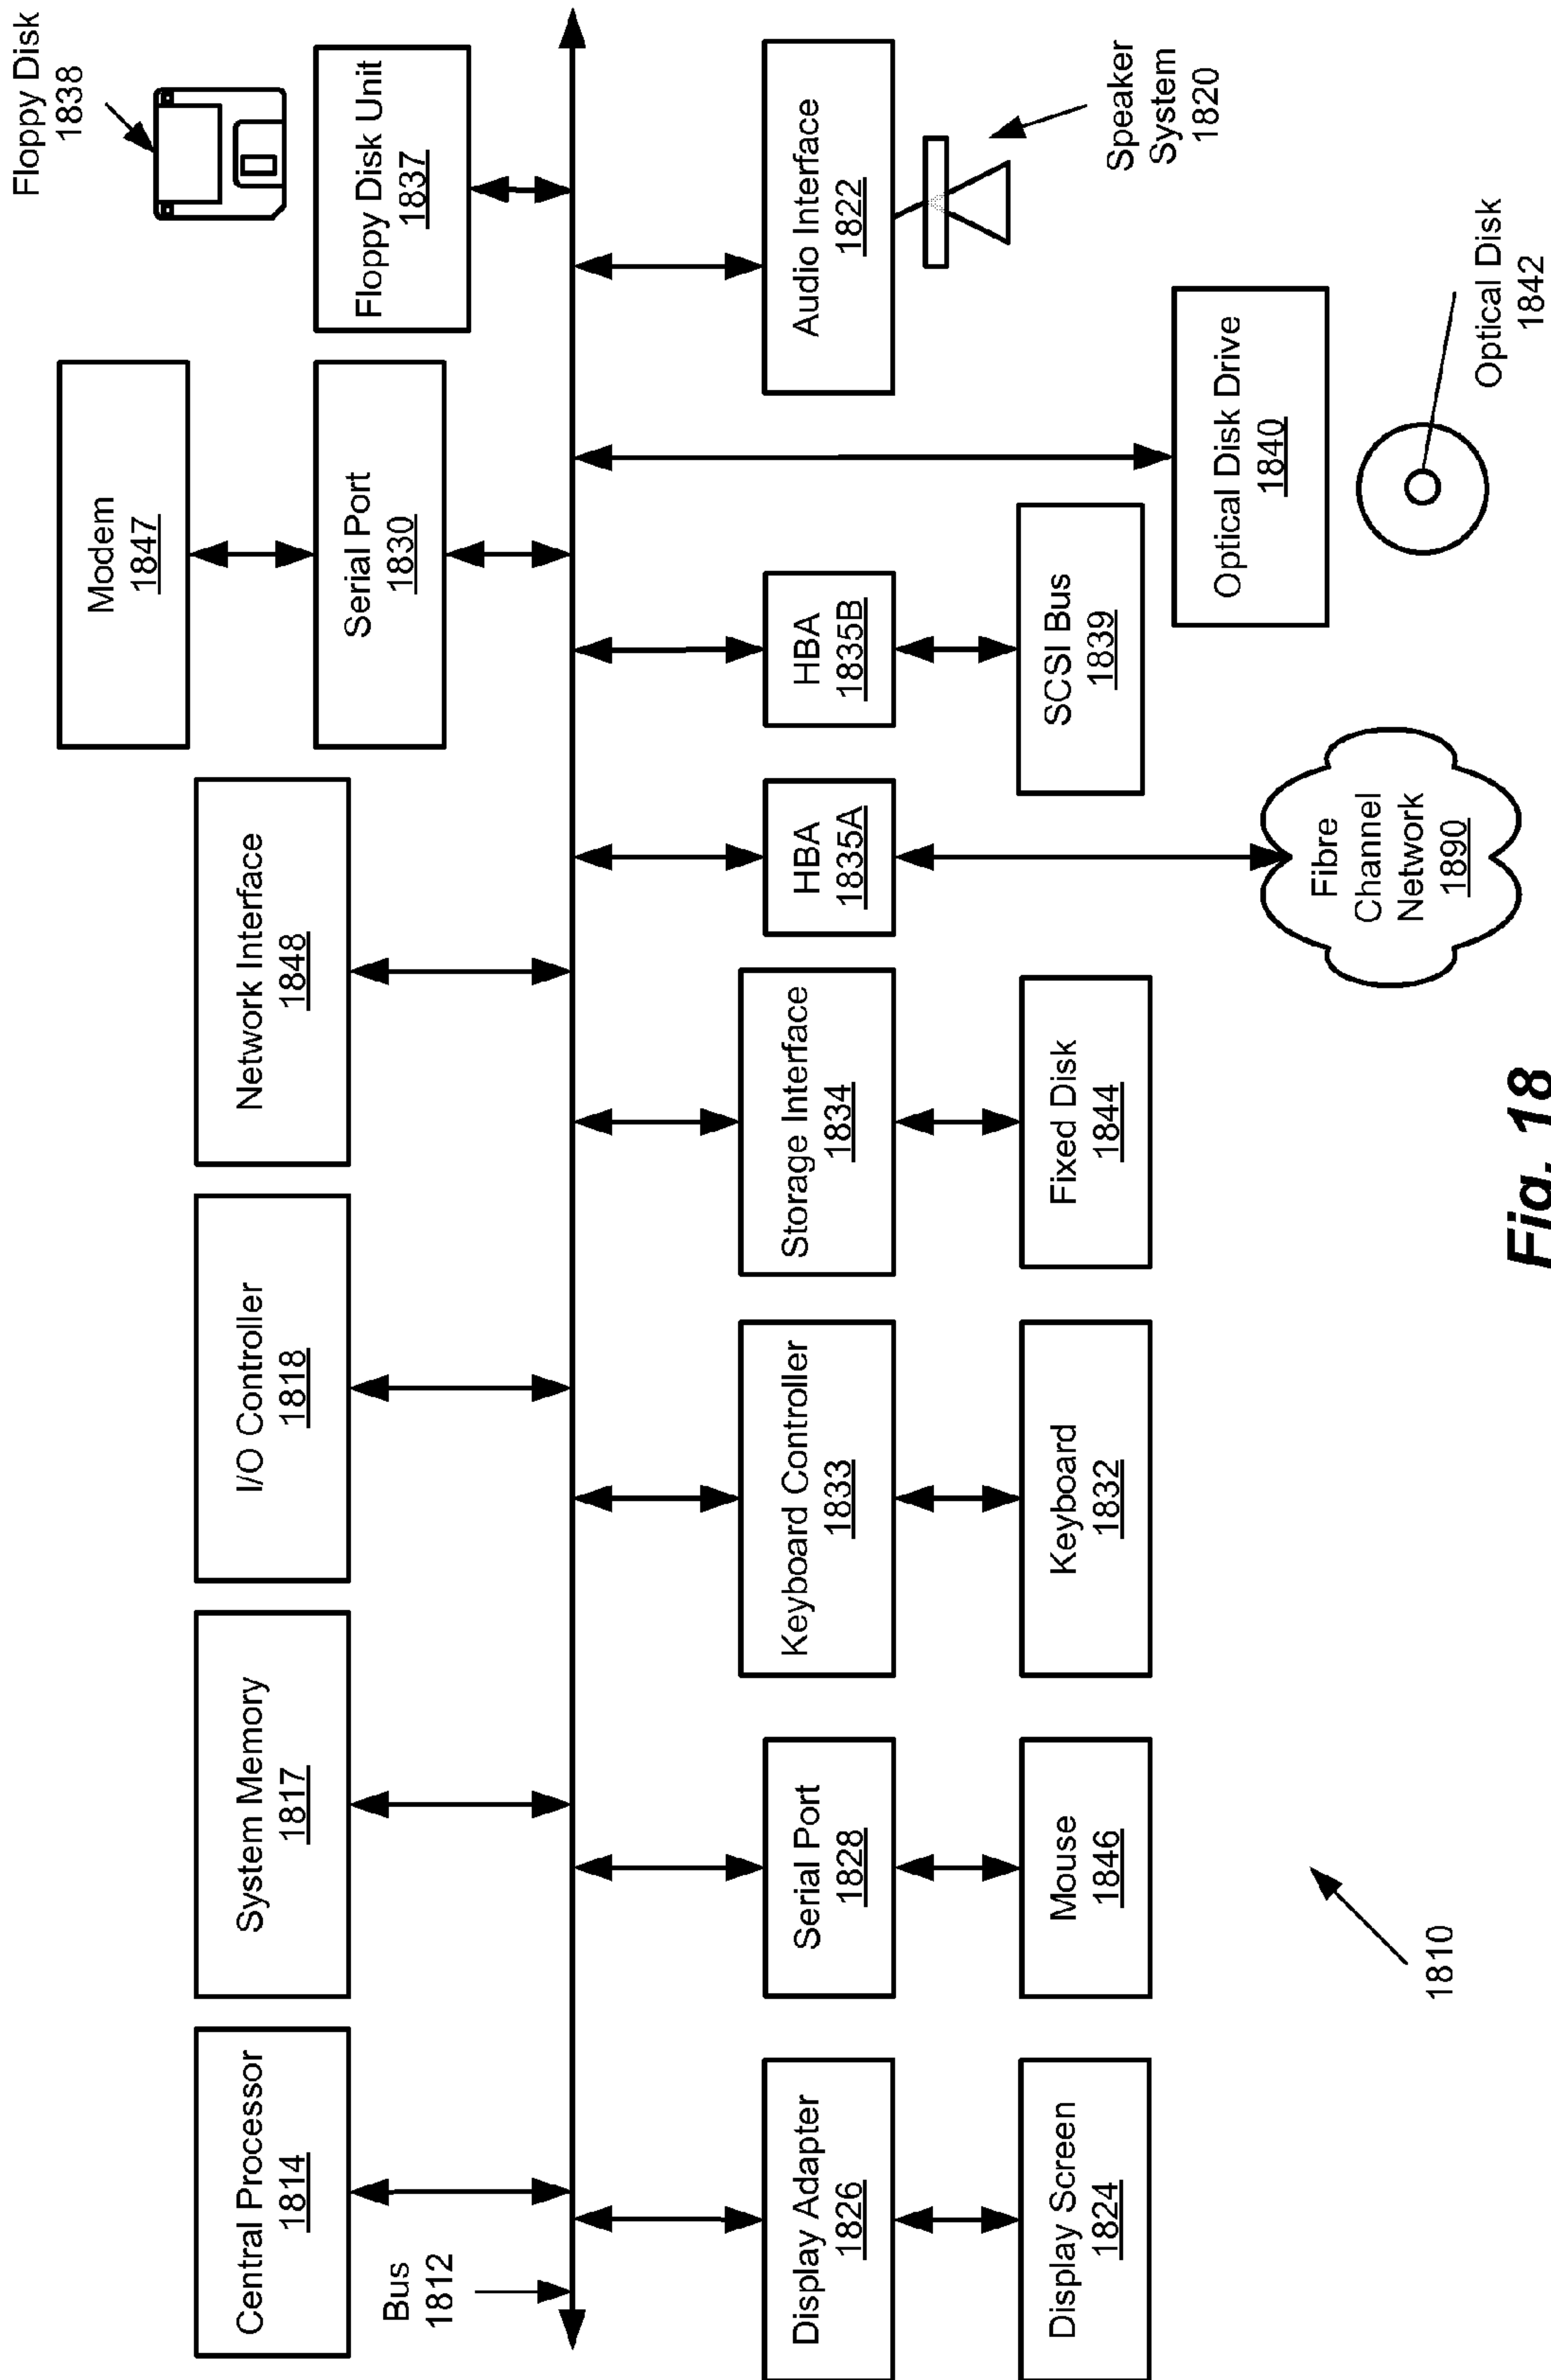 Floppy Disk
1838
Modem
1847
Central Processor
1814
System Memory
1817
I/O Controller
1818
Network Interface
1848
Serial Port
1830
Floppy Disk Unit
1837
Bus
1812
Display Adapter
1826
Serial Port
1828
Keyboard Controller
1833
Storage Interface
1834
HBA
1835A
HBA
1835B
Audio Interface
1822
Display Screen
1824
Mouse
1846
Keyboard
1832
Fixed Disk
1844
SCSI Bus
1839
Speaker
System
1820
Optical Disk Drive
1840
Fibre
Channel
Network
1890
Optical Disk
1842
1810
Fig. 18